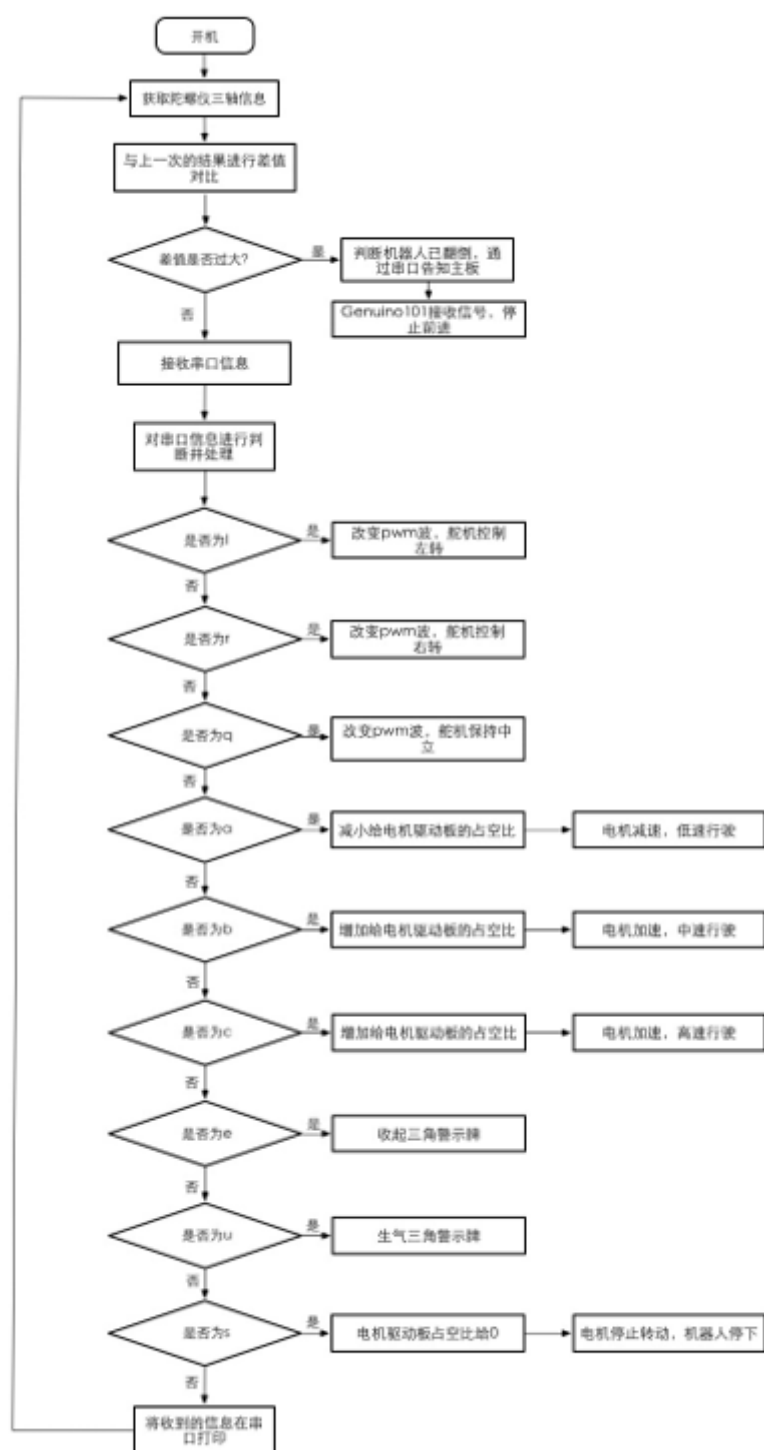 开机
获取陀螺仪三轴信息
与上一次的结果进行差值
对比
差值是否过大?
是
判断机器人已翻倒，通
过串口告知主板
Genuino101接收信号，停
止前进
否
接收串口信息
对串口信息进行判
断并处理
是否为l
是
改变pwm波，舵机控制
左转
否
是否为r
是
改变pwm波，舵机控制
右转
否
是否为q
是
改变pwm波，舵机保持中
立
否
是否为a
是
减小给电机驱动板的占空比
电机减速，低速行驶
否
是否为b
是
增加给电机驱动板的占空比
电机加速，中速行驶
否
是否为c
是
增加给电机驱动板的占空比
电机加速，高速行驶
否
是否为e
是
收起三角警示牌
否
是否为u
是
生气三角警示牌
否
是否为s
是
电机驱动板占空比给0
电机停止转动，机器人停下
否
将收到的信息在串
口打印